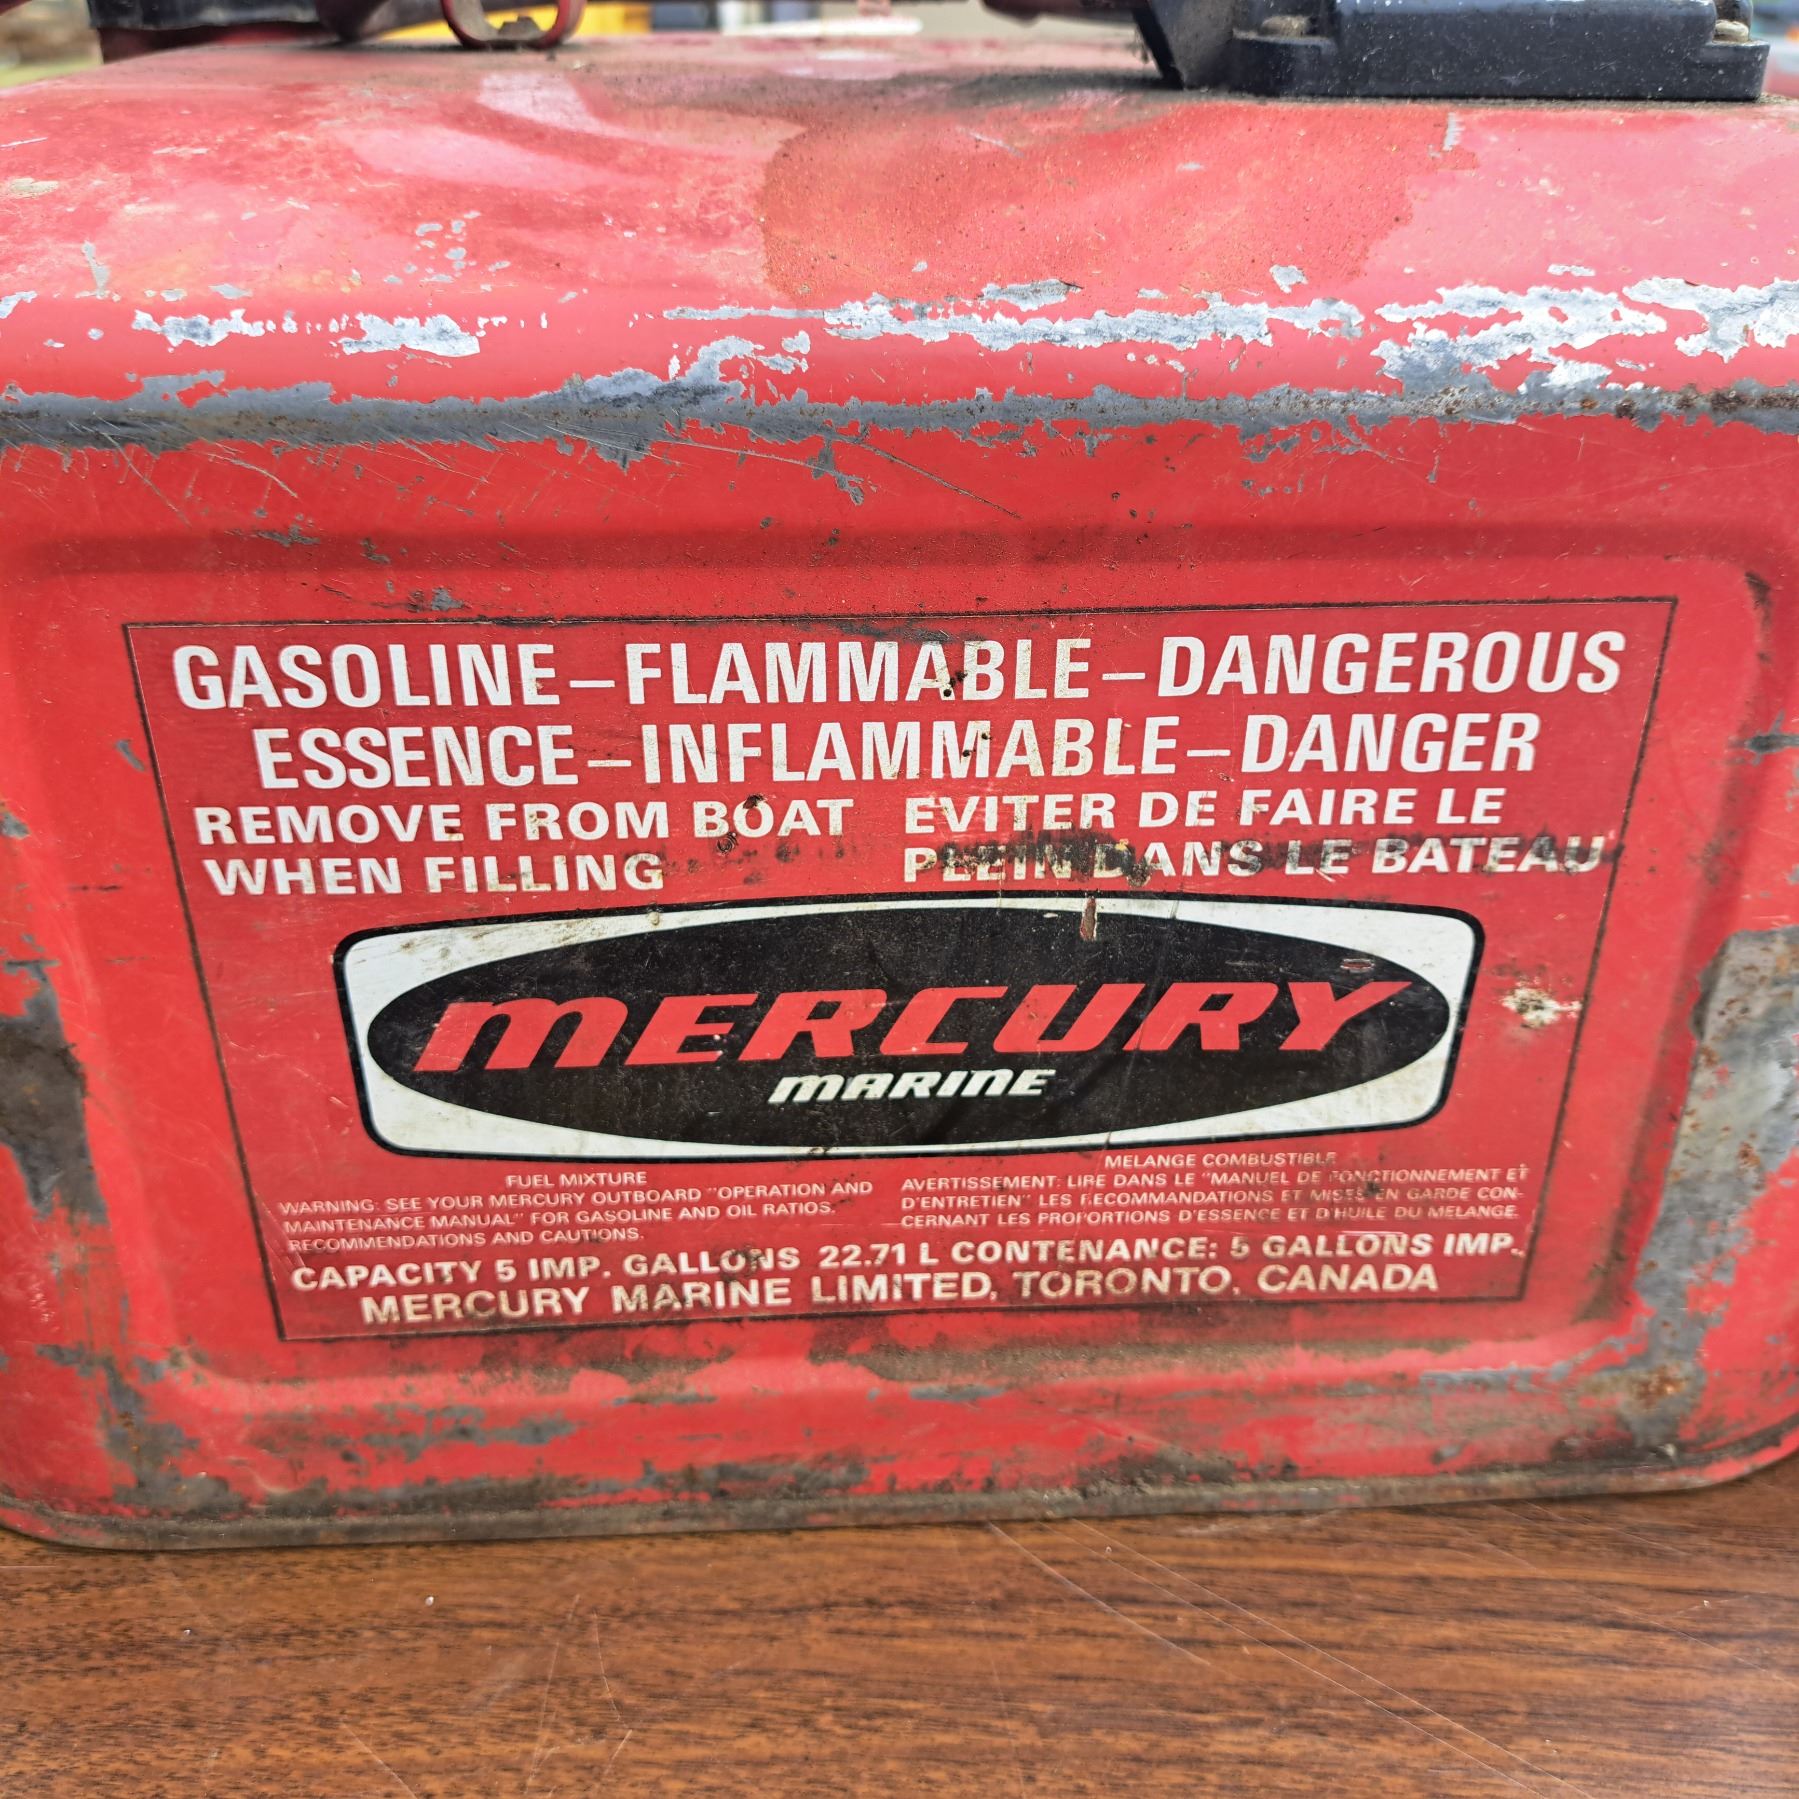 GASOLINE–FLAMMABLE–DANGEROUS
ESSENCE–INFLAMMABLE–DANGER
REMOVE FROM BOAT
WHEN FILLING
EVITER DE FAIRE LE
PLEIN DANS LE BATEAU
MERCURY
MARINE
FUEL MIXTURE
WARNING: SEE YOUR MERCURY OUTBOARD "OPERATION AND
MAINTENANCE MANUAL" FOR GASOLINE AND OIL RATIOS.
RECOMMENDATIONS AND CAUTIONS.
MELANGE COMBUSTIBLE
AVERTISSEMENT: LIRE DANS LE "MANUEL DE FONCTIONNEMENT ET
D'ENTRETIEN" LES RECOMMANDATIONS ET MISES EN GARDE CON-
CERNANT LES PROPORTIONS D'ESSENCE ET D'HUILE DU MELANGE.
CAPACITY 5 IMP. GALLONS 22.71 L CONTENANCE: 5 GALLONS IMP.
MERCURY MARINE LIMITED, TORONTO, CANADA